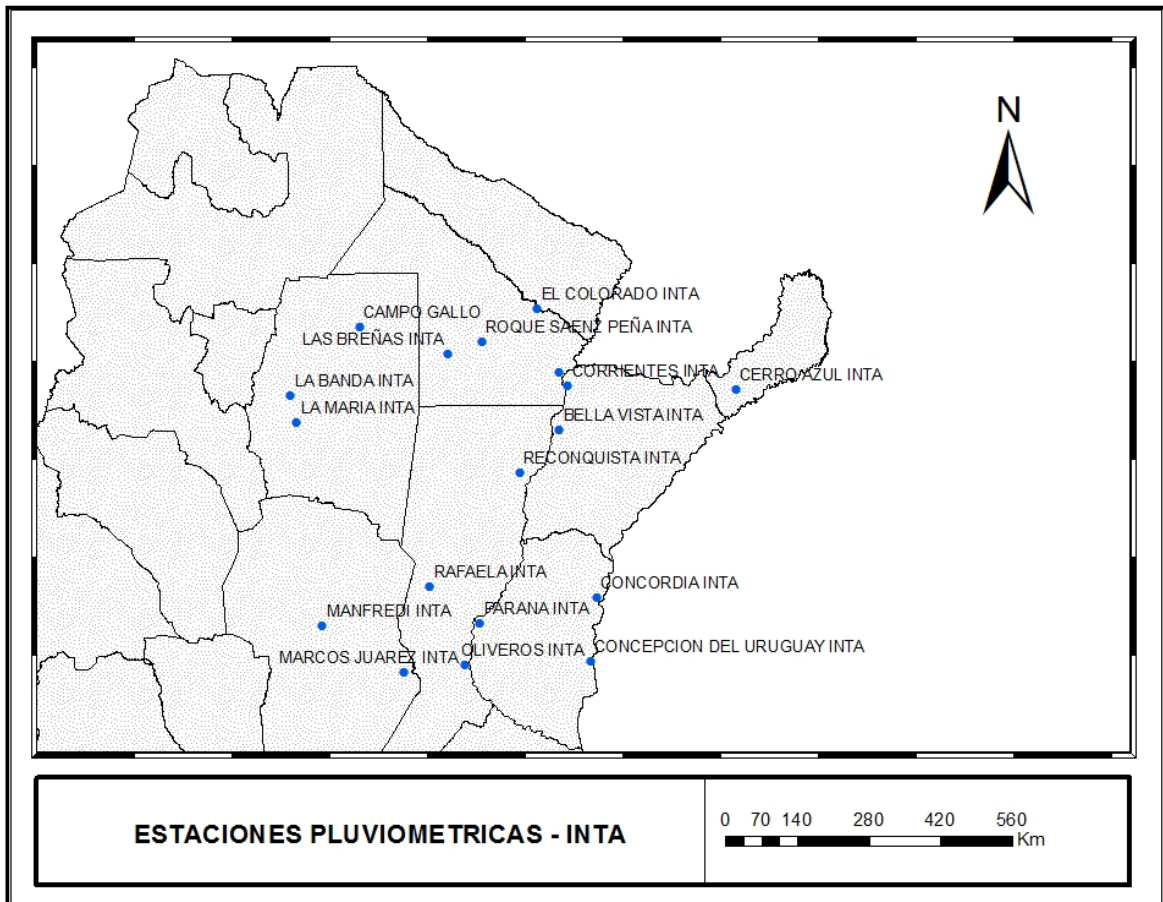 N
EL COLORADO INTA
CAMPO GALLO
ROQUE SAENZ PEÑA INTA
LAS BREÑAS INTA
CORRIENTES INTA
CERRO AZUL INTA
LA BANDA INTA
LA MARIA INTA
BELLA VISTA INTA
RECONQUISTA INTA
RAFAELA INTA
CONCORDIA INTA
MANFREDI INTA
PARANA INTA
MARCOS JUAREZ INTA
OLIVEROS INTA
CONCEPCION DEL URUGUAY INTA
ESTACIONES PLUVIOMETRICAS - INTA
0 70 140 280 420 560
Km